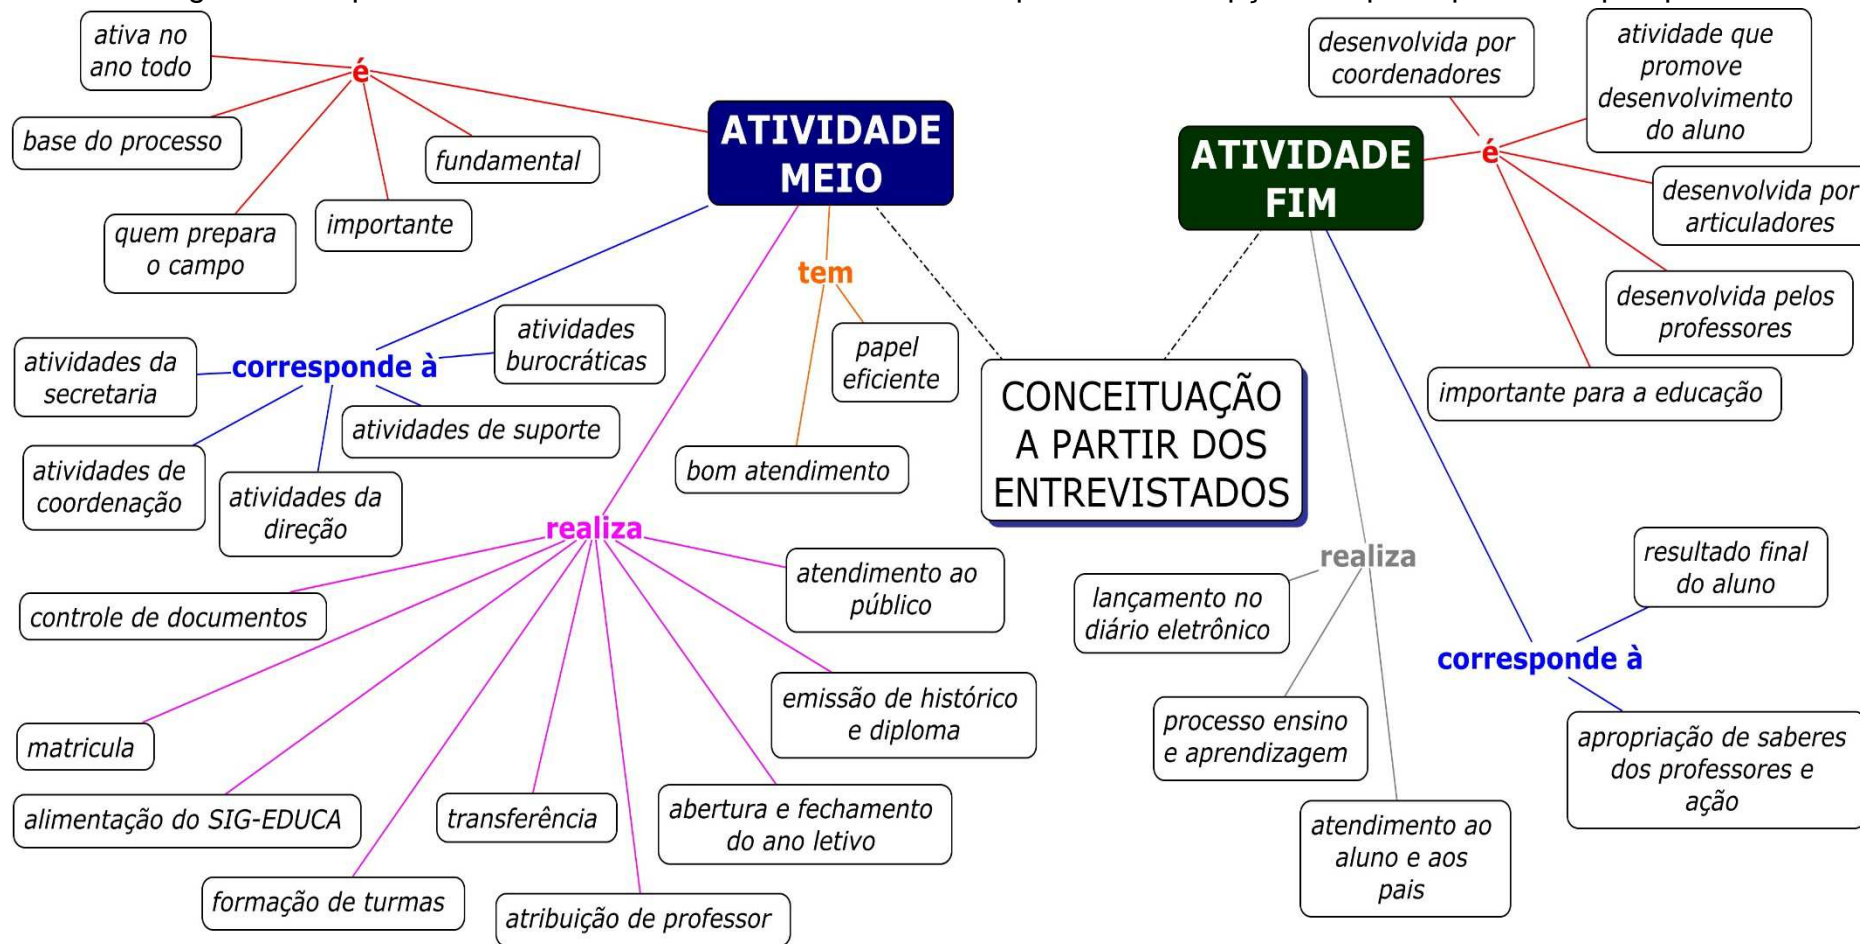 ativa no
ano todo
é
base do processo
fundamental
quem prepara
o campo
importante
ATIVIDADE
MEIO
corresponde à
atividades da
secretaria
atividades
burocráticas
atividades de suporte
atividades de
coordenação
atividades da
direção
tem
papel
eficiente
bom atendimento
realiza
controle de documentos
atendimento ao
público
matricula
emissão de histórico
e diploma
alimentação do SIG-EDUCA
transferência
abertura e fechamento
do ano letivo
formação de turmas
atribuição de professor
CONCEITUAÇÃO
A PARTIR DOS
ENTREVISTADOS
ATIVIDADE
FIM
é
desenvolvida por
coordenadores
atividade que
promove
desenvolvimento
do aluno
desenvolvida por
articuladores
desenvolvida pelos
professores
importante para a educação
realiza
lançamento no
diário eletrônico
processo ensino
e aprendizagem
atendimento ao
aluno e aos
pais
corresponde à
resultado final
do aluno
apropriação de saberes
dos professores e
ação